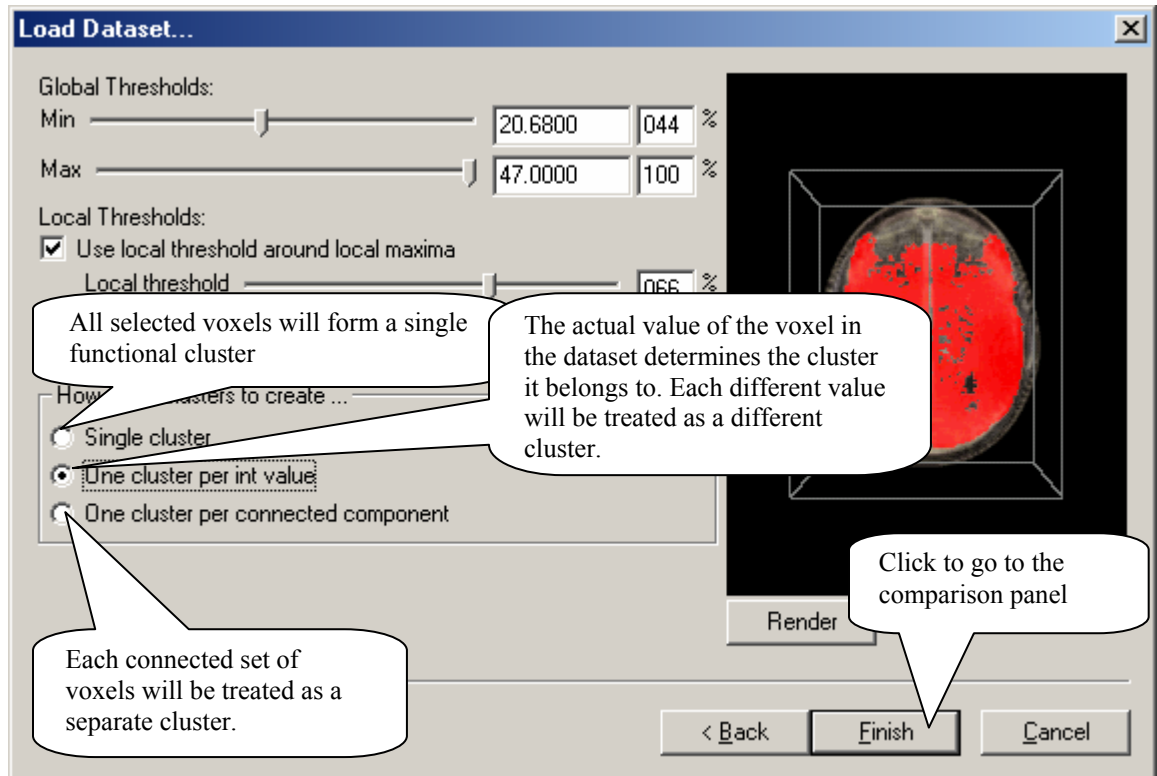 Load Dataset...
Global Thresholds:
Min 20.6800 044 %
Max 47.0000 100 %
Local Thresholds:
Use local threshold around local maxima
Local threshold 066 %
All selected voxels will form a single
functional cluster
The actual value of the voxel in
the dataset determines the cluster
it belongs to. Each different value
will be treated as a different
cluster.
How clusters to create ...
Single cluster
One cluster per int value
One cluster per connected component
Click to go to the
comparison panel
Render
Each connected set of
voxels will be treated as a
separate cluster.
< Back Finish Cancel